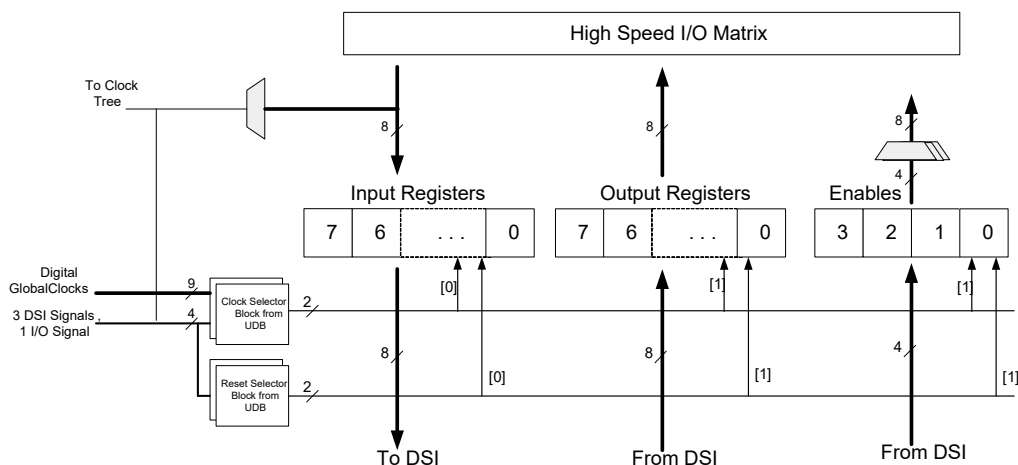 High Speed I/O Matrix
To Clock
Tree
8
8
8
4
Input Registers
Output Registers
Enables
7 6 . . . 0
7 6 . . . 0
3 2 1 0
Digital
GlobalClocks
9
3 DSI Signals ,
1 I/O Signal
4
Clock Selector
Block from
UDB
2
[0]
[1]
[1]
8
8
4
Reset Selector
Block from
UDB
2
[0]
[1]
[1]
To DSI
From DSI
From DSI